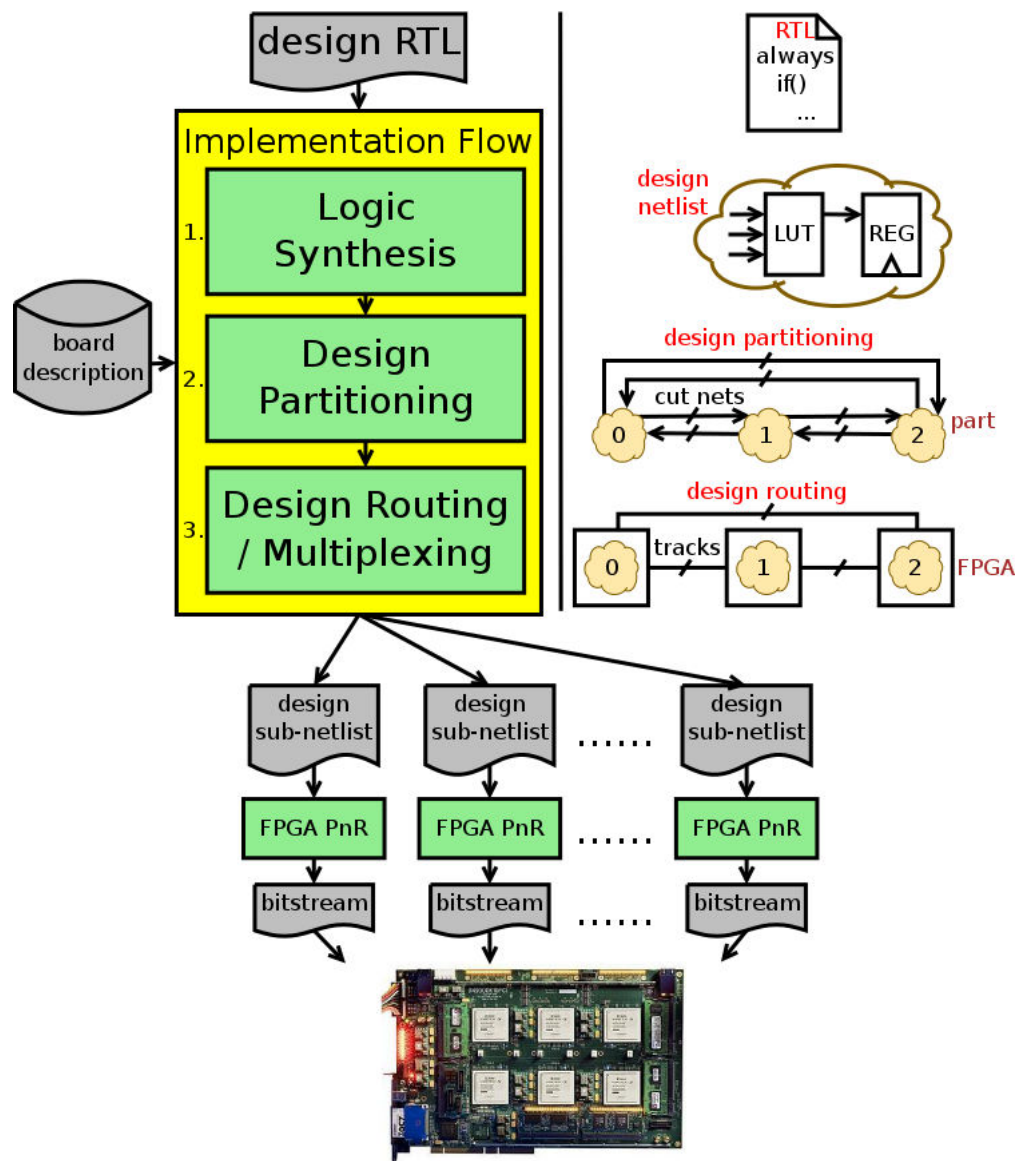 design RTL
Implementation Flow
1.
Logic
Synthesis
board
description
2.
Design
Partitioning
3.
Design Routing
/ Multiplexing
RTL
always
if()
...
design
netlist
LUT
REG
design partitioning
cut nets
0
1
2
part
design routing
tracks
0
1
2
FPGA
design
sub-netlist
design
sub-netlist
......
design
sub-netlist
FPGA PnR
FPGA PnR
......
FPGA PnR
bitstream
bitstream
......
bitstream